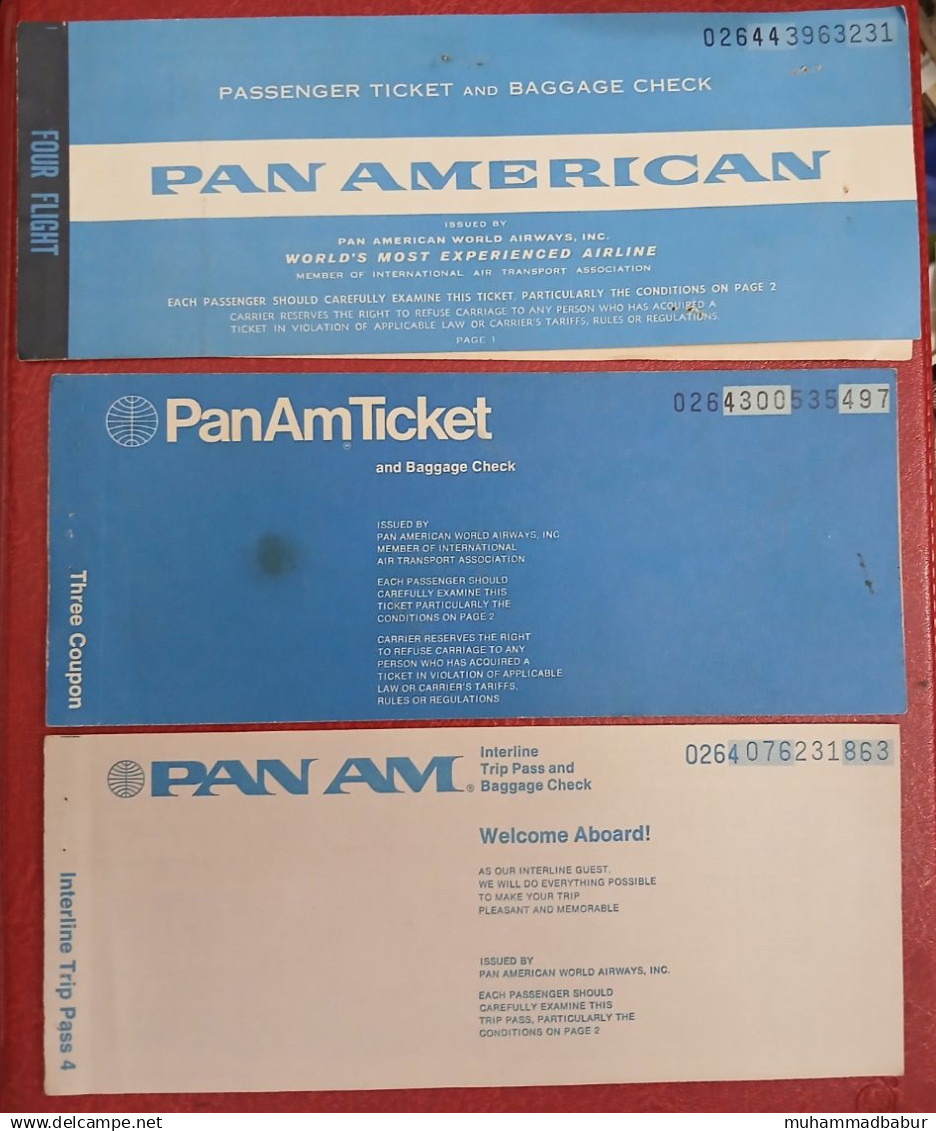 026443963231
PASSENGER TICKET AND BAGGAGE CHECK
FOUR FLIGHT
PAN AMERICAN
ISSUED BY
PAN AMERICAN WORLD AIRWAYS, INC.
WORLD'S MOST EXPERIENCED AIRLINE
MEMBER OF INTERNATIONAL AIR TRANSPORT ASSOCIATION
EACH PASSENGER SHOULD CAREFULLY EXAMINE THIS TICKET, PARTICULARLY THE CONDITIONS ON PAGE 2
CARRIER RESERVES THE RIGHT TO REFUSE CARRIAGE TO ANY PERSON WHO HAS ACQUIRED A
TICKET IN VIOLATION OF APPLICABLE LAW OR CARRIER'S TARIFFS, RULES OR REGULATIONS.
PAGE 1
0264300535497
PanAm Ticket
®
and Baggage Check
ISSUED BY
PAN AMERICAN WORLD AIRWAYS, INC
MEMBER OF INTERNATIONAL
AIR TRANSPORT ASSOCIATION
EACH PASSENGER SHOULD
CAREFULLY EXAMINE THIS
TICKET PARTICULARLY THE
CONDITIONS ON PAGE 2
CARRIER RESERVES THE RIGHT
TO REFUSE CARRIAGE TO ANY
PERSON WHO HAS ACQUIRED A
TICKET IN VIOLATION OF APPLICABLE
LAW OR CARRIER'S TARIFFS,
RULES OR REGULATIONS
Three Coupon
0264076231863
PAN AM®
Interline
Trip Pass and
Baggage Check
Welcome Aboard!
AS OUR INTERLINE GUEST,
WE WILL DO EVERYTHING POSSIBLE
TO MAKE YOUR TRIP
PLEASANT AND MEMORABLE
ISSUED BY
PAN AMERICAN WORLD AIRWAYS, INC.
EACH PASSENGER SHOULD
CAREFULLY EXAMINE THIS
TRIP PASS, PARTICULARLY THE
CONDITIONS ON PAGE 2
Interline Trip Pass 4
Delcampe.net
muhammadbabur